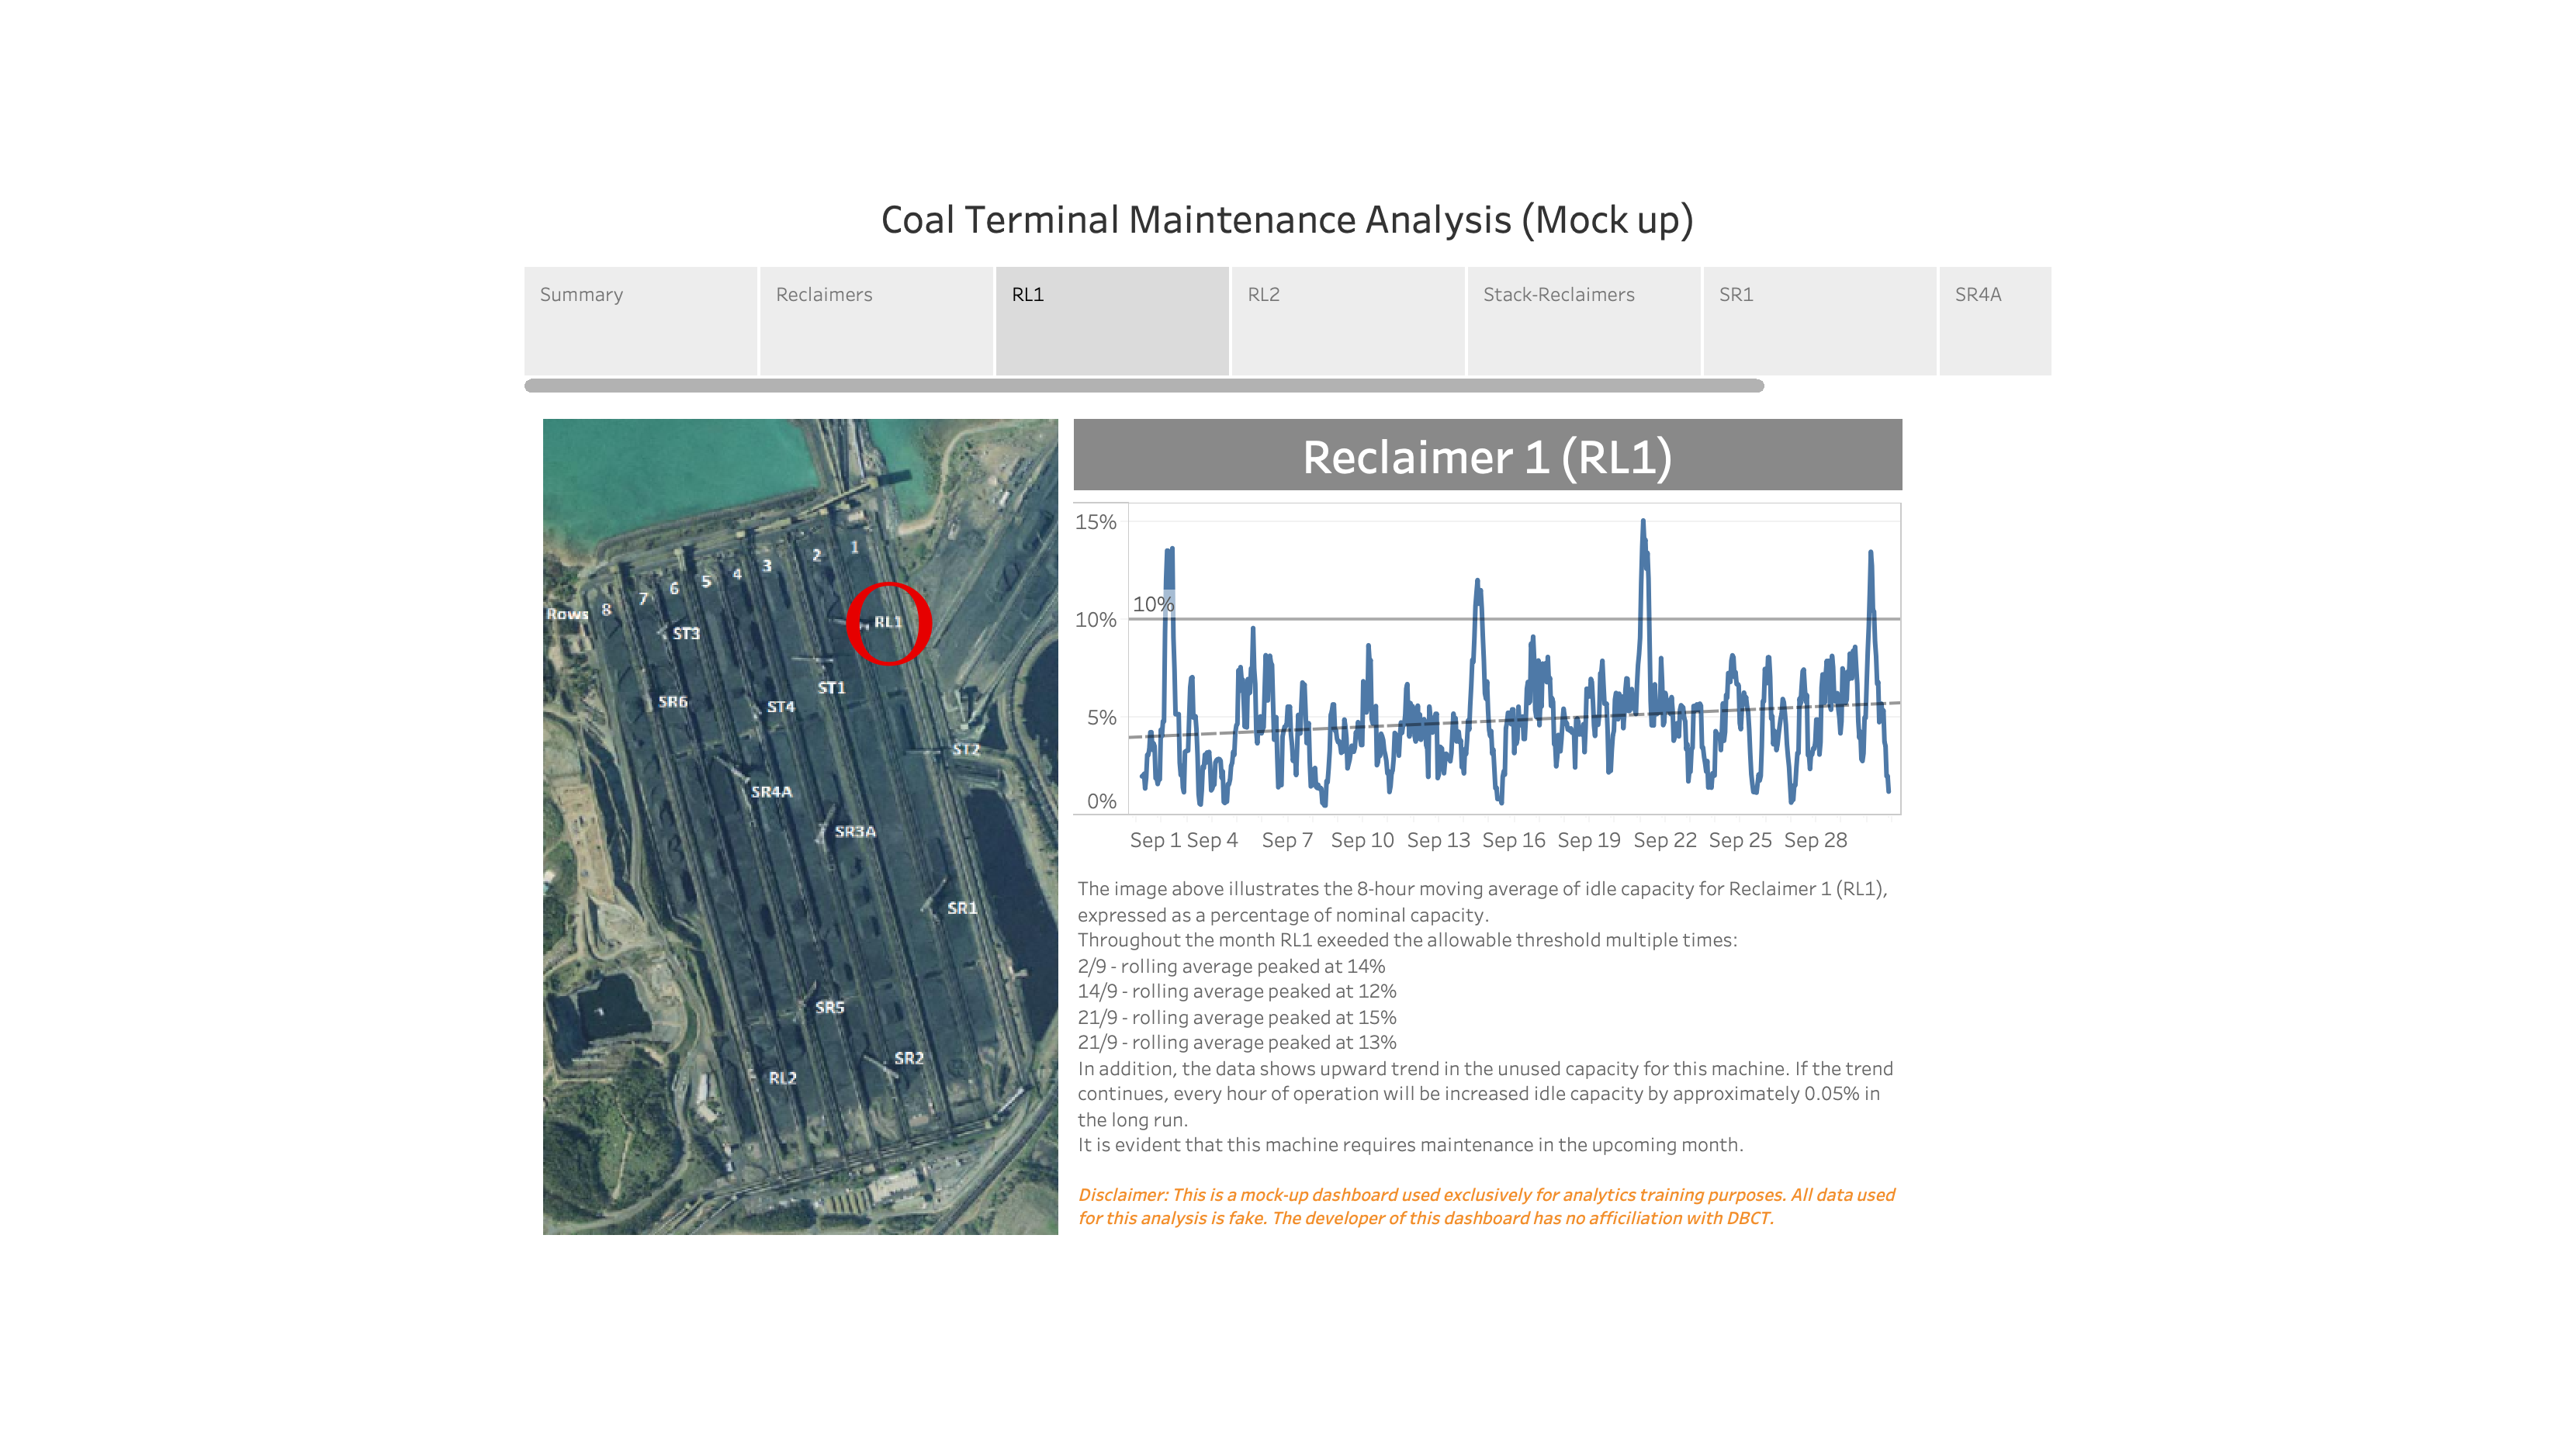 Coal Terminal Maintenance Analysis (Mock up)
Summary
Reclaimers
RL1
RL2
Stack-Reclaimers
SR1
SR4A
Rows 8 7 6 5 4 3 2 1
RL1
ST3
ST1
SR6
ST4
ST2
SR4A
SR3A
SR1
SR5
SR2
RL2
Reclaimer 1 (RL1)
15%
10%
10%
5%
0%
Sep 1 Sep 4 Sep 7 Sep 10 Sep 13 Sep 16 Sep 19 Sep 22 Sep 25 Sep 28
The image above illustrates the 8-hour moving average of idle capacity for Reclaimer 1 (RL1),
expressed as a percentage of nominal capacity.
Throughout the month RL1 exeeded the allowable threshold multiple times:
2/9 - rolling average peaked at 14%
14/9 - rolling average peaked at 12%
21/9 - rolling average peaked at 15%
21/9 - rolling average peaked at 13%
In addition, the data shows upward trend in the unused capacity for this machine. If the trend
continues, every hour of operation will be increased idle capacity by approximately 0.05% in
the long run.
It is evident that this machine requires maintenance in the upcoming month.
Disclaimer: This is a mock-up dashboard used exclusively for analytics training purposes. All data used
for this analysis is fake. The developer of this dashboard has no afficiliation with DBCT.